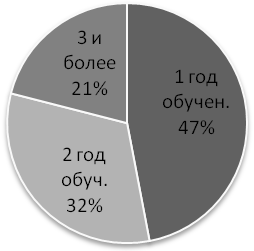 3 и
более
21%
1 год
обучен.
47%
2 год
обуч.
32%